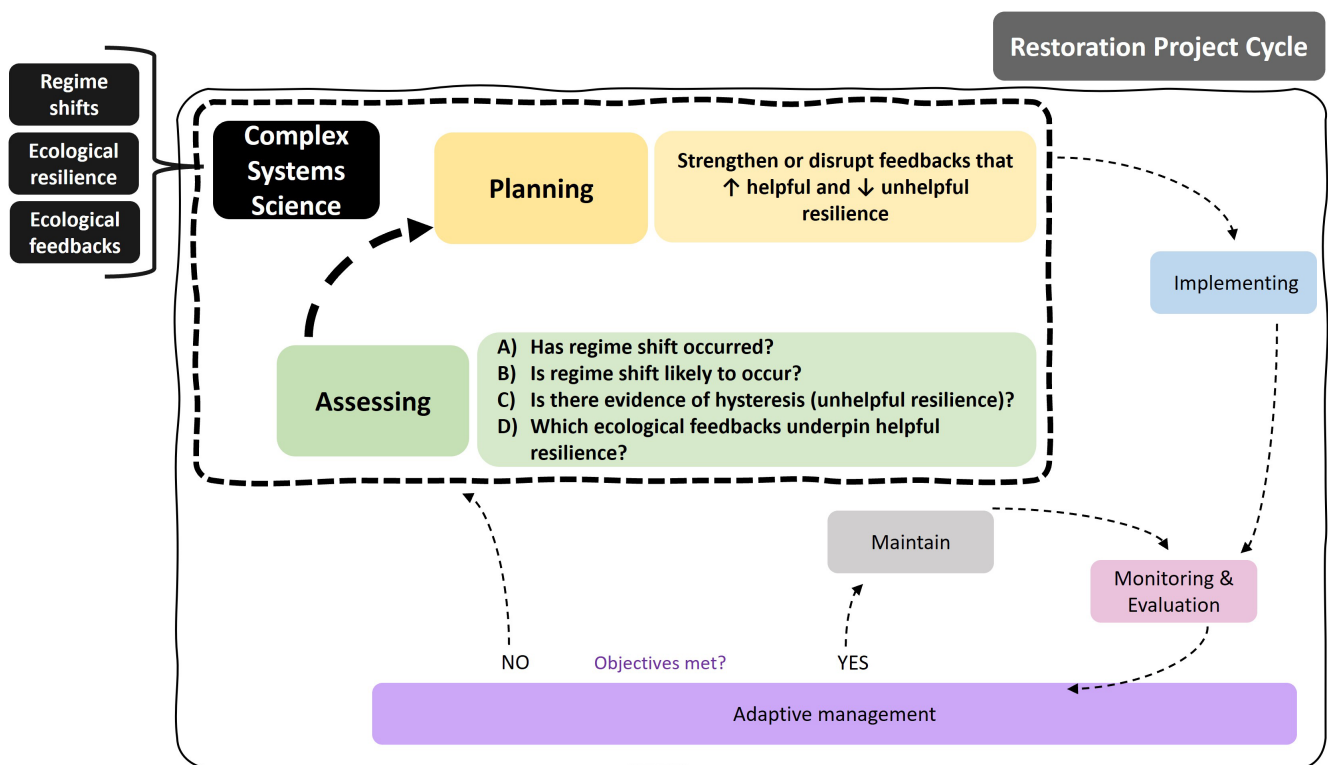 Restoration Project Cycle
Regime
shifts
Ecological
resilience
Ecological
feedbacks
Complex
Systems
Science
Planning
Strengthen or disrupt feedbacks that
↑ helpful and ↓ unhelpful
resilience
Implementing
Assessing
A) Has regime shift occurred?
B) Is regime shift likely to occur?
C) Is there evidence of hysteresis (unhelpful resilience)?
D) Which ecological feedbacks underpin helpful
resilience?
Maintain
Monitoring &
Evaluation
NO
Objectives met?
YES
Adaptive management